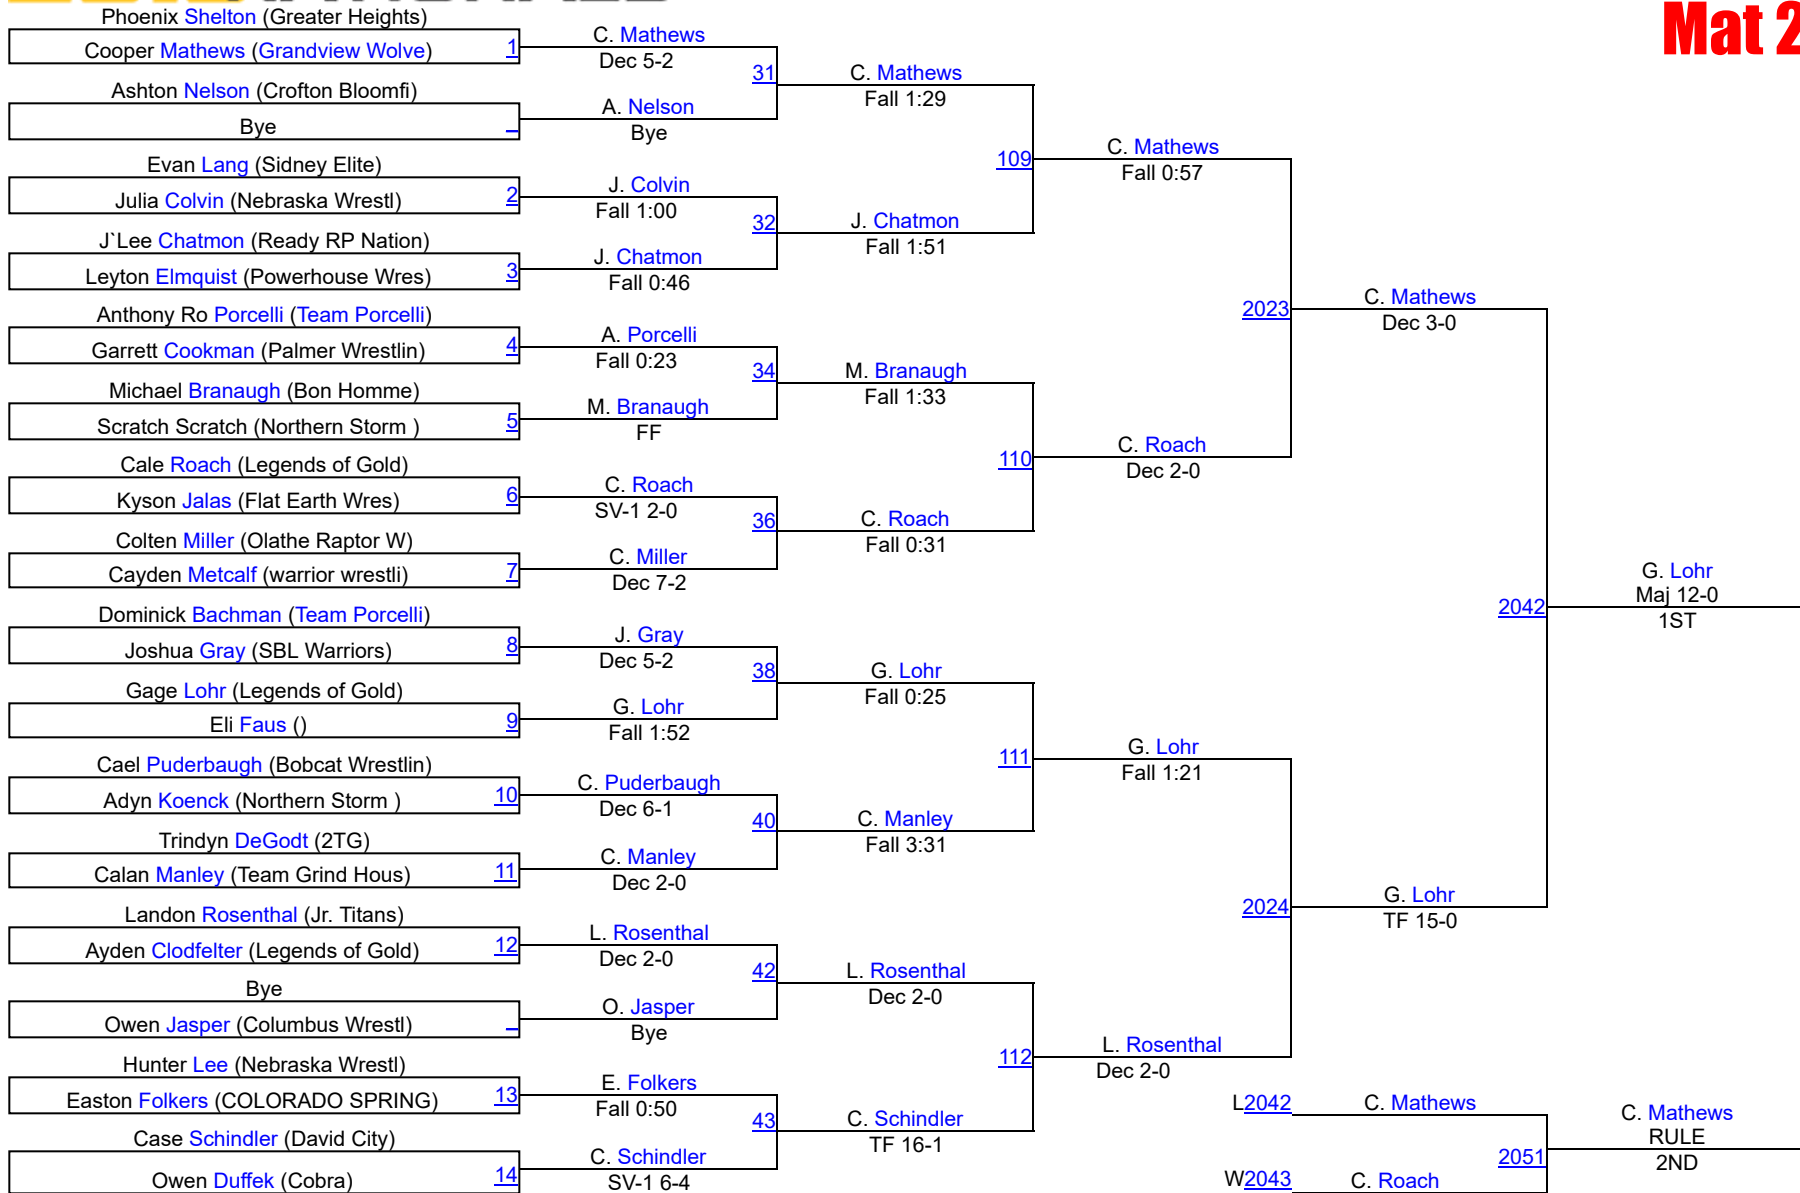 Mat 2
Phoenix Shelton (Greater Heights)
Cooper Mathews (Grandview Wolve) 1
Ashton Nelson (Crofton Bloomfi)
Bye
Evan Lang (Sidney Elite)
Julia Colvin (Nebraska Wrestl) 2
J`Lee Chatmon (Ready RP Nation)
Leyton Elmquist (Powerhouse Wres) 3
Anthony Ro Porcelli (Team Porcelli)
Garrett Cookman (Palmer Wrestlin) 4
Michael Branaugh (Bon Homme)
Scratch Scratch (Northern Storm ) 5
Cale Roach (Legends of Gold)
Kyson Jalas (Flat Earth Wres) 6
Colten Miller (Olathe Raptor W)
Cayden Metcalf (warrior wrestli) 7
Dominick Bachman (Team Porcelli)
Joshua Gray (SBL Warriors) 8
Gage Lohr (Legends of Gold)
Eli Faus () 9
Cael Puderbaugh (Bobcat Wrestlin)
Adyn Koenck (Northern Storm ) 10
Trindyn DeGodt (2TG)
Calan Manley (Team Grind Hous) 11
Landon Rosenthal (Jr. Titans)
Ayden Clodfelter (Legends of Gold) 12
Bye
Owen Jasper (Columbus Wrestl)
Hunter Lee (Nebraska Wrestl)
Easton Folkers (COLORADO SPRING) 13
Case Schindler (David City)
Owen Duffek (Cobra) 14
C. Mathews
Dec 5-2
31
A. Nelson
Bye
J. Colvin
Fall 1:00
32
J. Chatmon
Fall 0:46
A. Porcelli
Fall 0:23
34
M. Branaugh
FF
C. Roach
SV-1 2-0
36
C. Miller
Dec 7-2
J. Gray
Dec 5-2
38
G. Lohr
Fall 1:52
C. Puderbaugh
Dec 6-1
40
C. Manley
Dec 2-0
L. Rosenthal
Dec 2-0
42
O. Jasper
Bye
E. Folkers
Fall 0:50
43
C. Schindler
SV-1 6-4
C. Mathews
Fall 1:29
109
J. Chatmon
Fall 1:51
M. Branaugh
Fall 1:33
110
C. Roach
Fall 0:31
G. Lohr
Fall 0:25
111
C. Manley
Fall 3:31
L. Rosenthal
Dec 2-0
112
C. Schindler
TF 16-1
C. Mathews
Fall 0:57
2023
C. Roach
Dec 2-0
G. Lohr
Fall 1:21
2024
L. Rosenthal
Dec 2-0
C. Mathews
Dec 3-0
2042
G. Lohr
TF 15-0
G. Lohr
Maj 12-0
1ST
L2042 C. Mathews
2051
W2043 C. Roach
C. Mathews
RULE
2ND